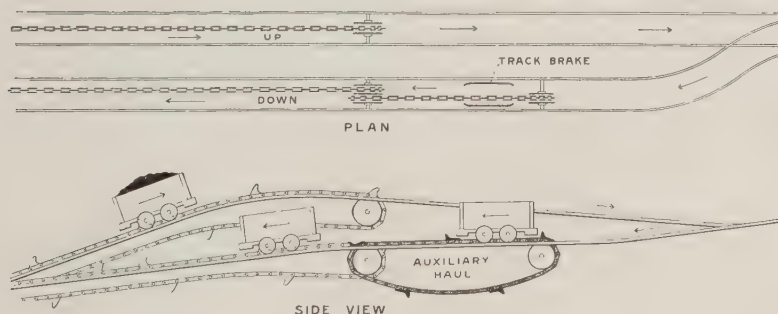 UP
TRACK BRAKE
DOWN
PLAN
AUXILIARY
HAUL
SIDE VIEW